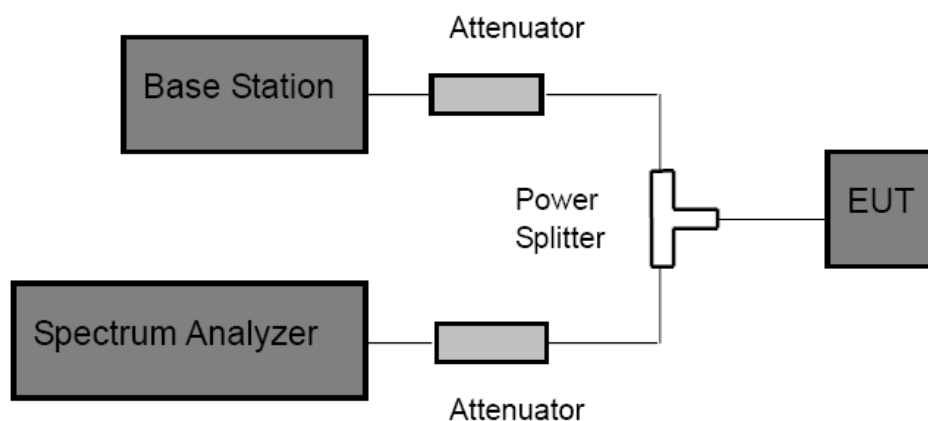 Attenuator
Base Station
Power
Splitter
EUT
Spectrum Analyzer
Attenuator